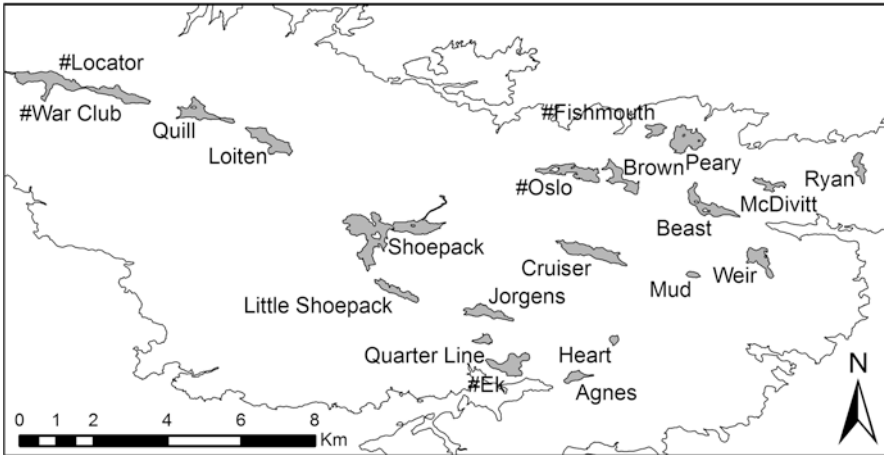 #Locator
#War Club
Quill
Loiten
#Fishmouth
Peary
Brown
#Oslo
Ryan
McDivitt
Beast
Shoepack
Cruiser
Weir
Mud
Little Shoepack
Jorgens
Quarter Line
Heart
#Ek
Agnes
N
0 1 2 4 6 8
Km